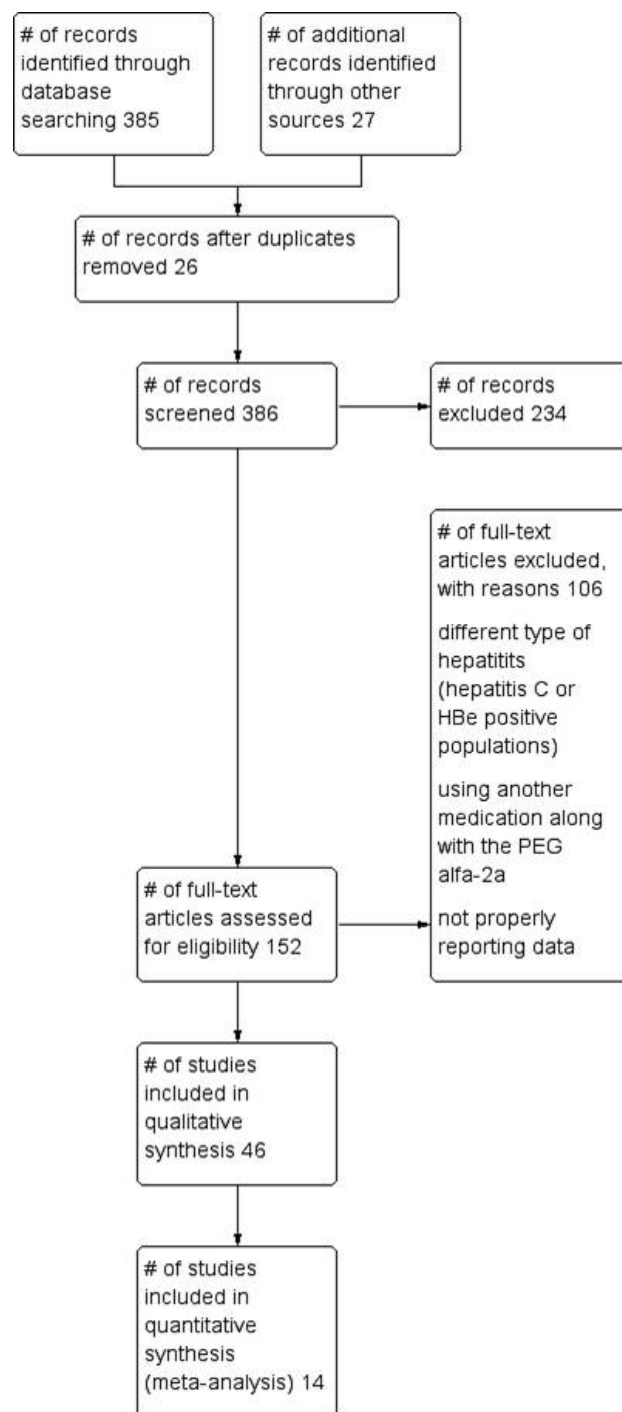 # of records
identified through
database
searching 385
# of additional
records identified
through other
sources 27
# of records after duplicates
removed 26
# of records
screened 386
# of records
excluded 234
# of full-text
articles excluded,
with reasons 106
different type of
hepatitits
(hepatitis C or
HBe positive
populations)
using another
medication along
with the PEG
alfa-2a
not properly
reporting data
# of full-text
articles assessed
for eligibility 152
# of studies
included in
qualitative
synthesis 46
# of studies
included in
quantitative
synthesis
(meta-analysis) 14